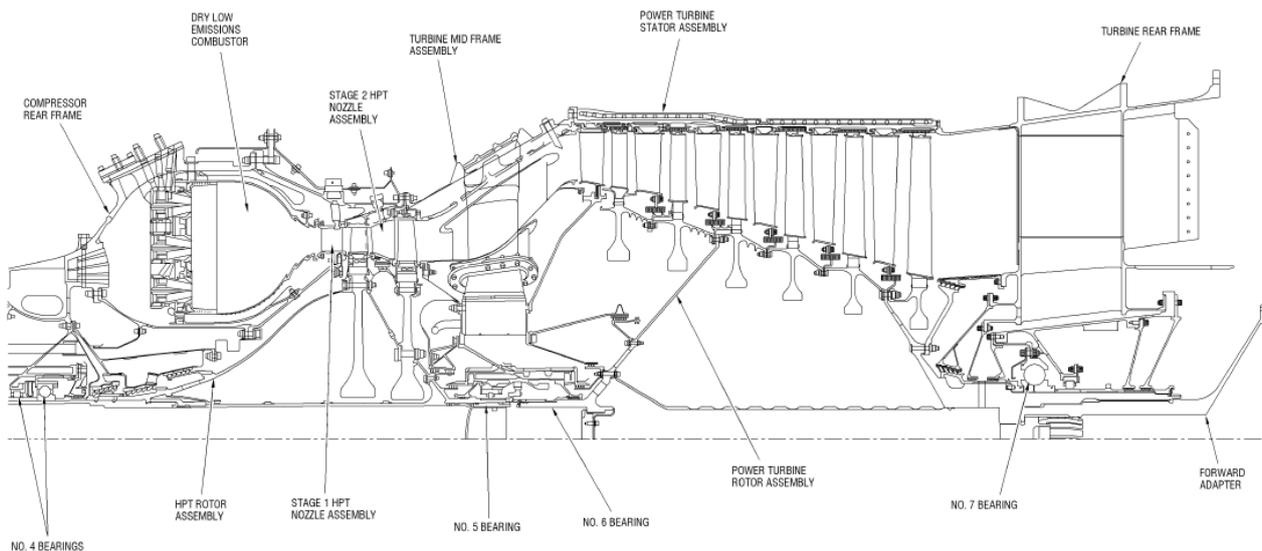 DRY LOW
EMISSIONS
COMBUSTOR
POWER TURBINE
STATOR ASSEMBLY
TURBINE REAR FRAME
TURBINE MID FRAME
ASSEMBLY
STAGE 2 HPT
NOZZLE
ASSEMBLY
COMPRESSOR
REAR FRAME
HPT ROTOR
ASSEMBLY
STAGE 1 HPT
NOZZLE ASSEMBLY
NO. 5 BEARING
NO. 6 BEARING
POWER TURBINE
ROTOR ASSEMBLY
NO. 7 BEARING
FORWARD
ADAPTER
NO. 4 BEARINGS